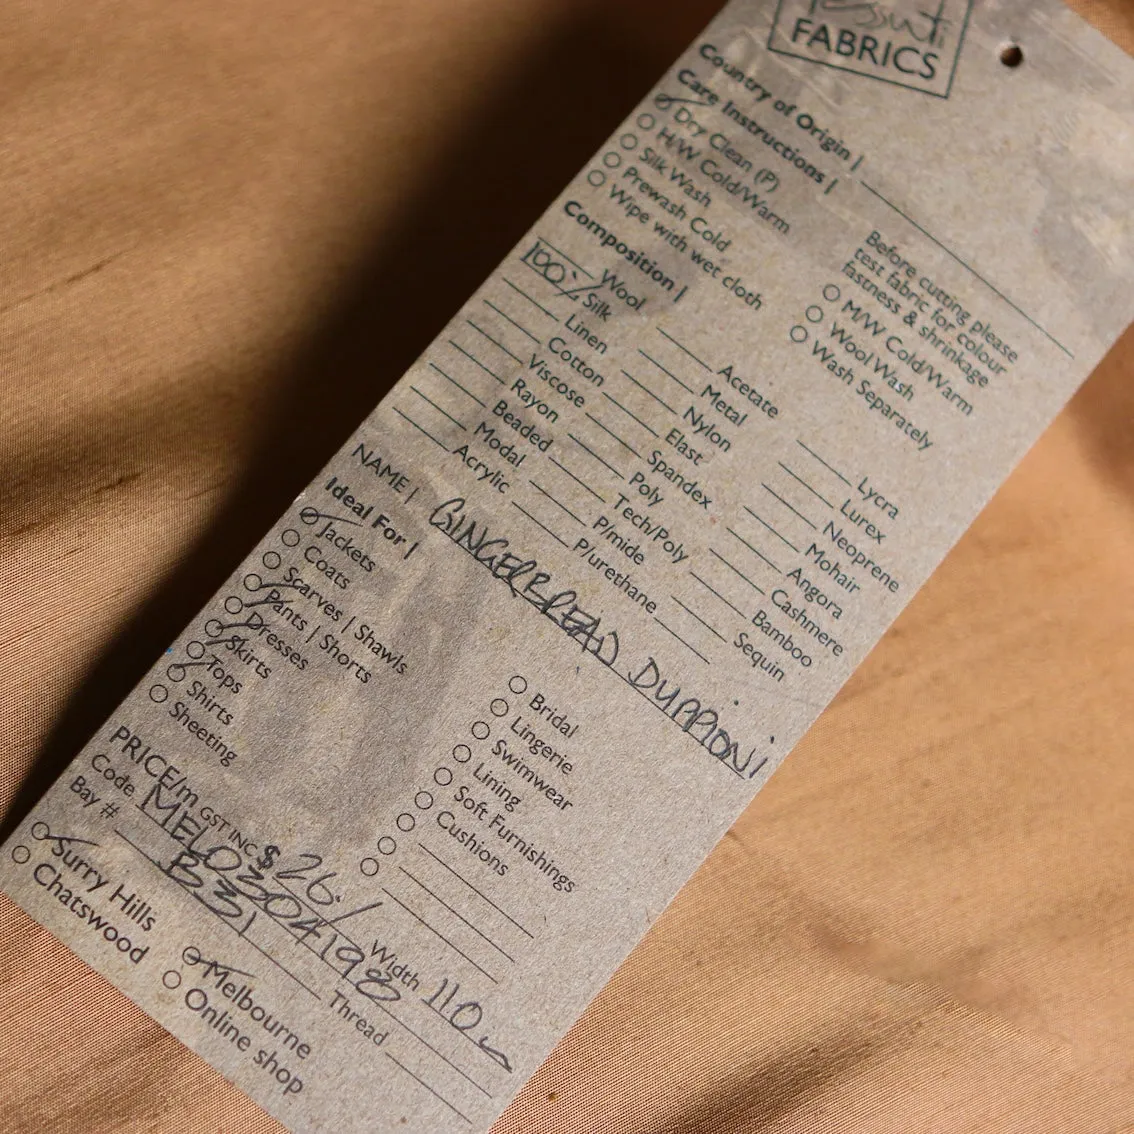 Tessuti
FABRICS
Country of Origin |
Care Instructions |
Dry Clean (P)
H/W Cold/Warm
Silk Wash
Prewash Cold
Wipe with wet cloth
Before cutting please
test fabric for colour
fastness & shrinkage
M/W Cold/Warm
Wool Wash
Wash Separately
Composition |
Wool
100% Silk
Linen
Cotton
Viscose
Rayon
Beaded
Modal
Acrylic
Acetate
Metal
Nylon
Elast
Spandex
Poly
Tech/Poly
P/mide
P/urethane
Lycra
Lurex
Neoprene
Mohair
Angora
Cashmere
Bamboo
Sequin
NAME | GINGERBREAD DUPPIONI
Ideal For |
Jackets
Coats
Scarves | Shawls
Pants | Shorts
Dresses
Skirts
Tops
Shirts
Sheeting
Bridal
Lingerie
Swimwear
Lining
Soft Furnishings
Cushions
PRICE/m GST INC $ 26./
Code MEL0304198 Width 110
Bay # B31 Thread
Surry Hills
Chatswood
Melbourne
Online shop